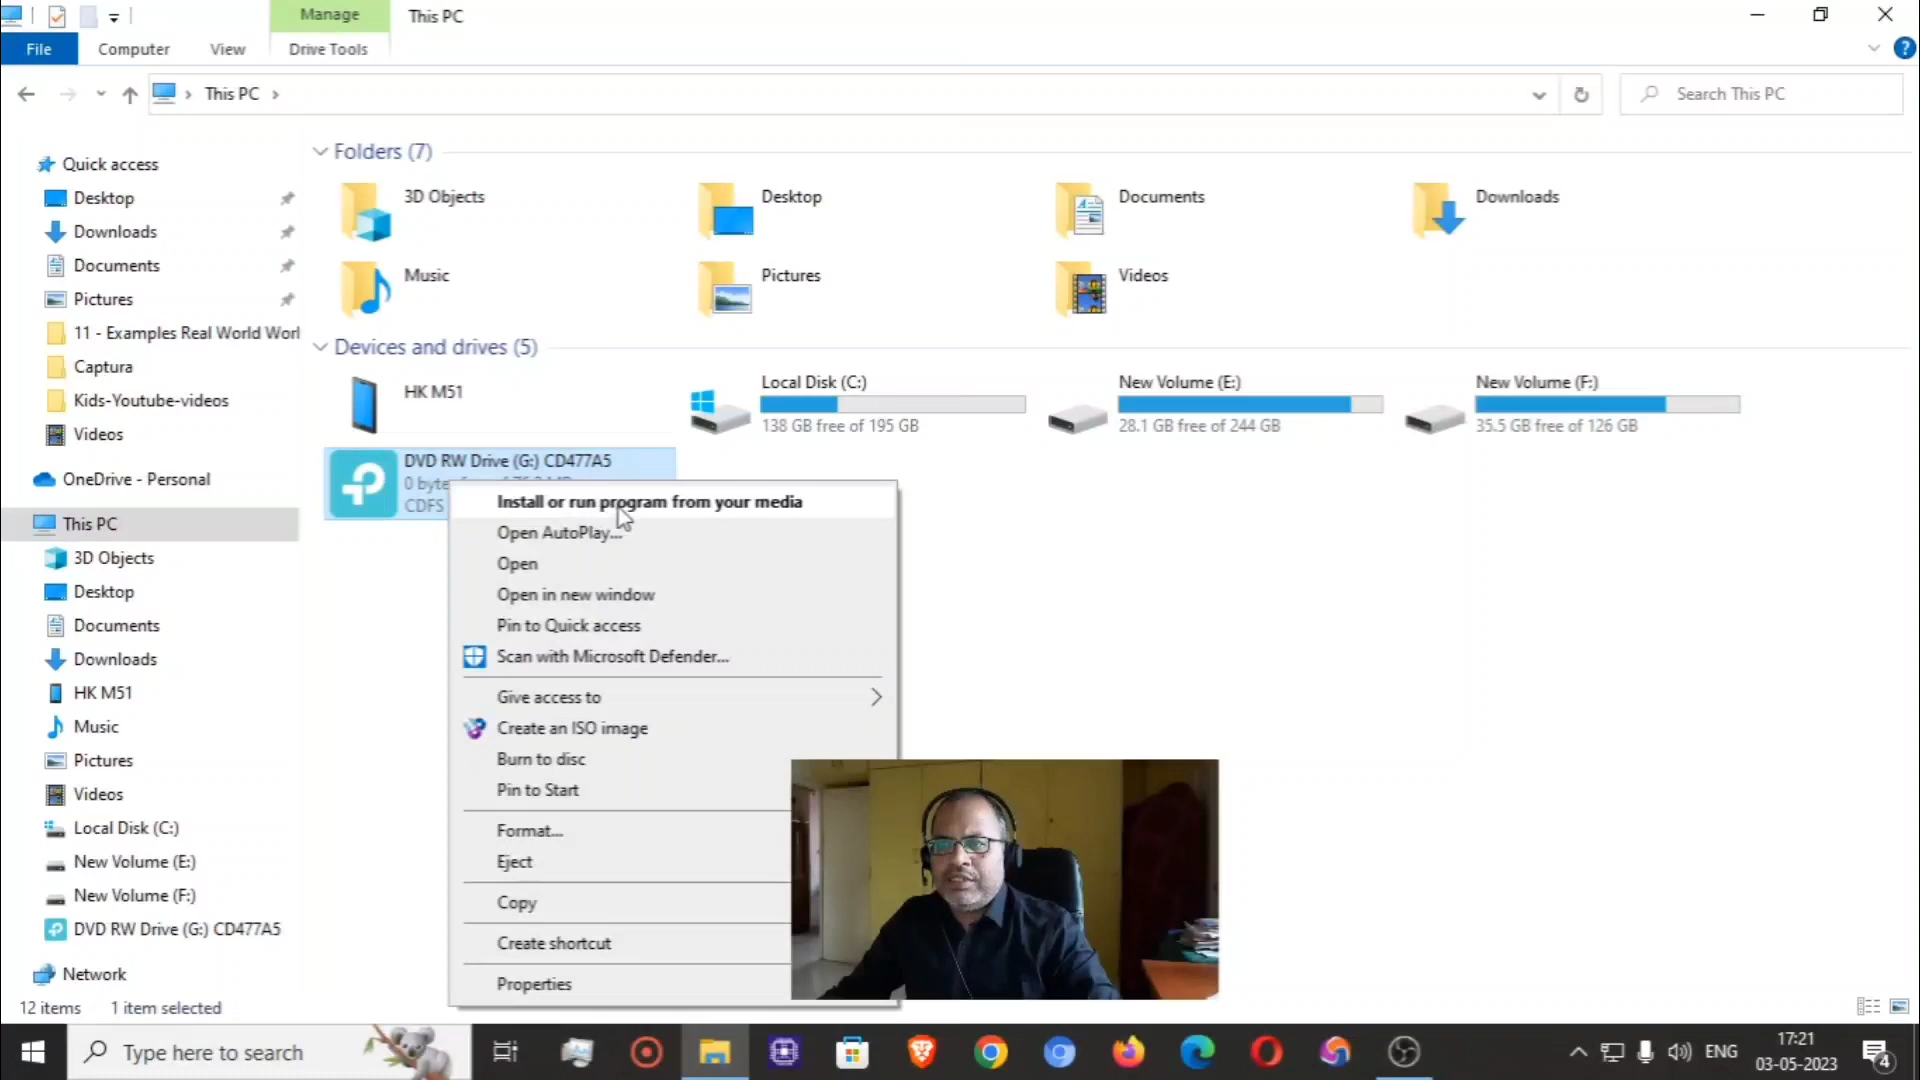 Manage
This PC
File
Computer
View
Drive Tools
This PC
Search This PC
Quick access
Desktop
Downloads
Documents
Pictures
11 - Examples Real World Worl
Captura
Kids-Youtube-videos
Videos
OneDrive - Personal
This PC
3D Objects
Desktop
Documents
Downloads
HK M51
Music
Pictures
Videos
Local Disk (C:)
New Volume (E:)
New Volume (F:)
DVD RW Drive (G:) CD477A5
Network
Folders (7)
3D Objects
Desktop
Documents
Downloads
Music
Pictures
Videos
Devices and drives (5)
HK M51
Local Disk (C:)
138 GB free of 195 GB
New Volume (E:)
28.1 GB free of 244 GB
New Volume (F:)
35.5 GB free of 126 GB
DVD RW Drive (G:) CD477A5
0 byte
CDFS
Install or run program from your media
Open AutoPlay...
Open
Open in new window
Pin to Quick access
Scan with Microsoft Defender...
Give access to
Create an ISO image
Burn to disc
Pin to Start
Format...
Eject
Copy
Create shortcut
Properties
12 items
1 item selected
Type here to search
ENG
17:21
03-05-2023
4